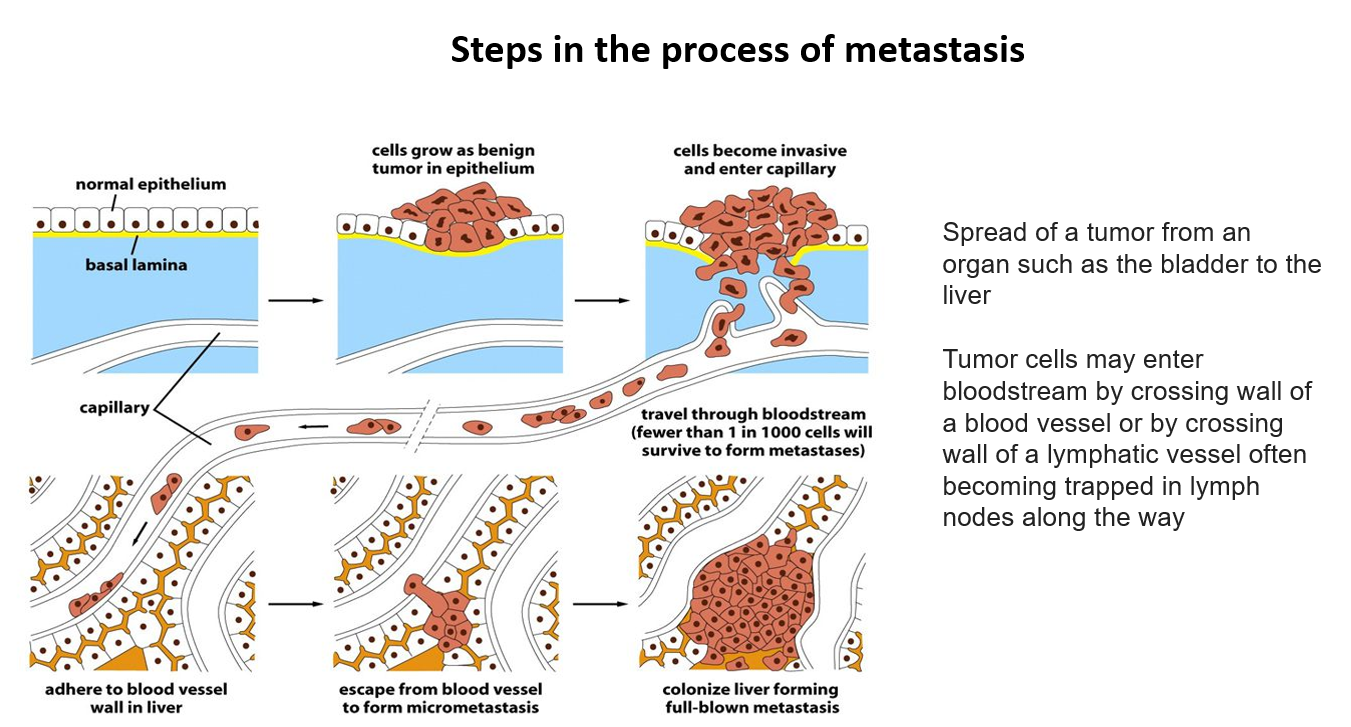 Steps in the process of metastasis
normal epithelium
basal lamina
cells grow as benign
tumor in epithelium
cells become invasive
and enter capillary
capillary
travel through bloodstream
(fewer than 1 in 1000 cells will
survive to form metastases)
adhere to blood vessel
wall in liver
escape from blood vessel
to form micrometastasis
colonize liver forming
full-blown metastasis
Spread of a tumor from an
organ such as the bladder to the
liver
Tumor cells may enter
bloodstream by crossing wall of
a blood vessel or by crossing
wall of a lymphatic vessel often
becoming trapped in lymph
nodes along the way